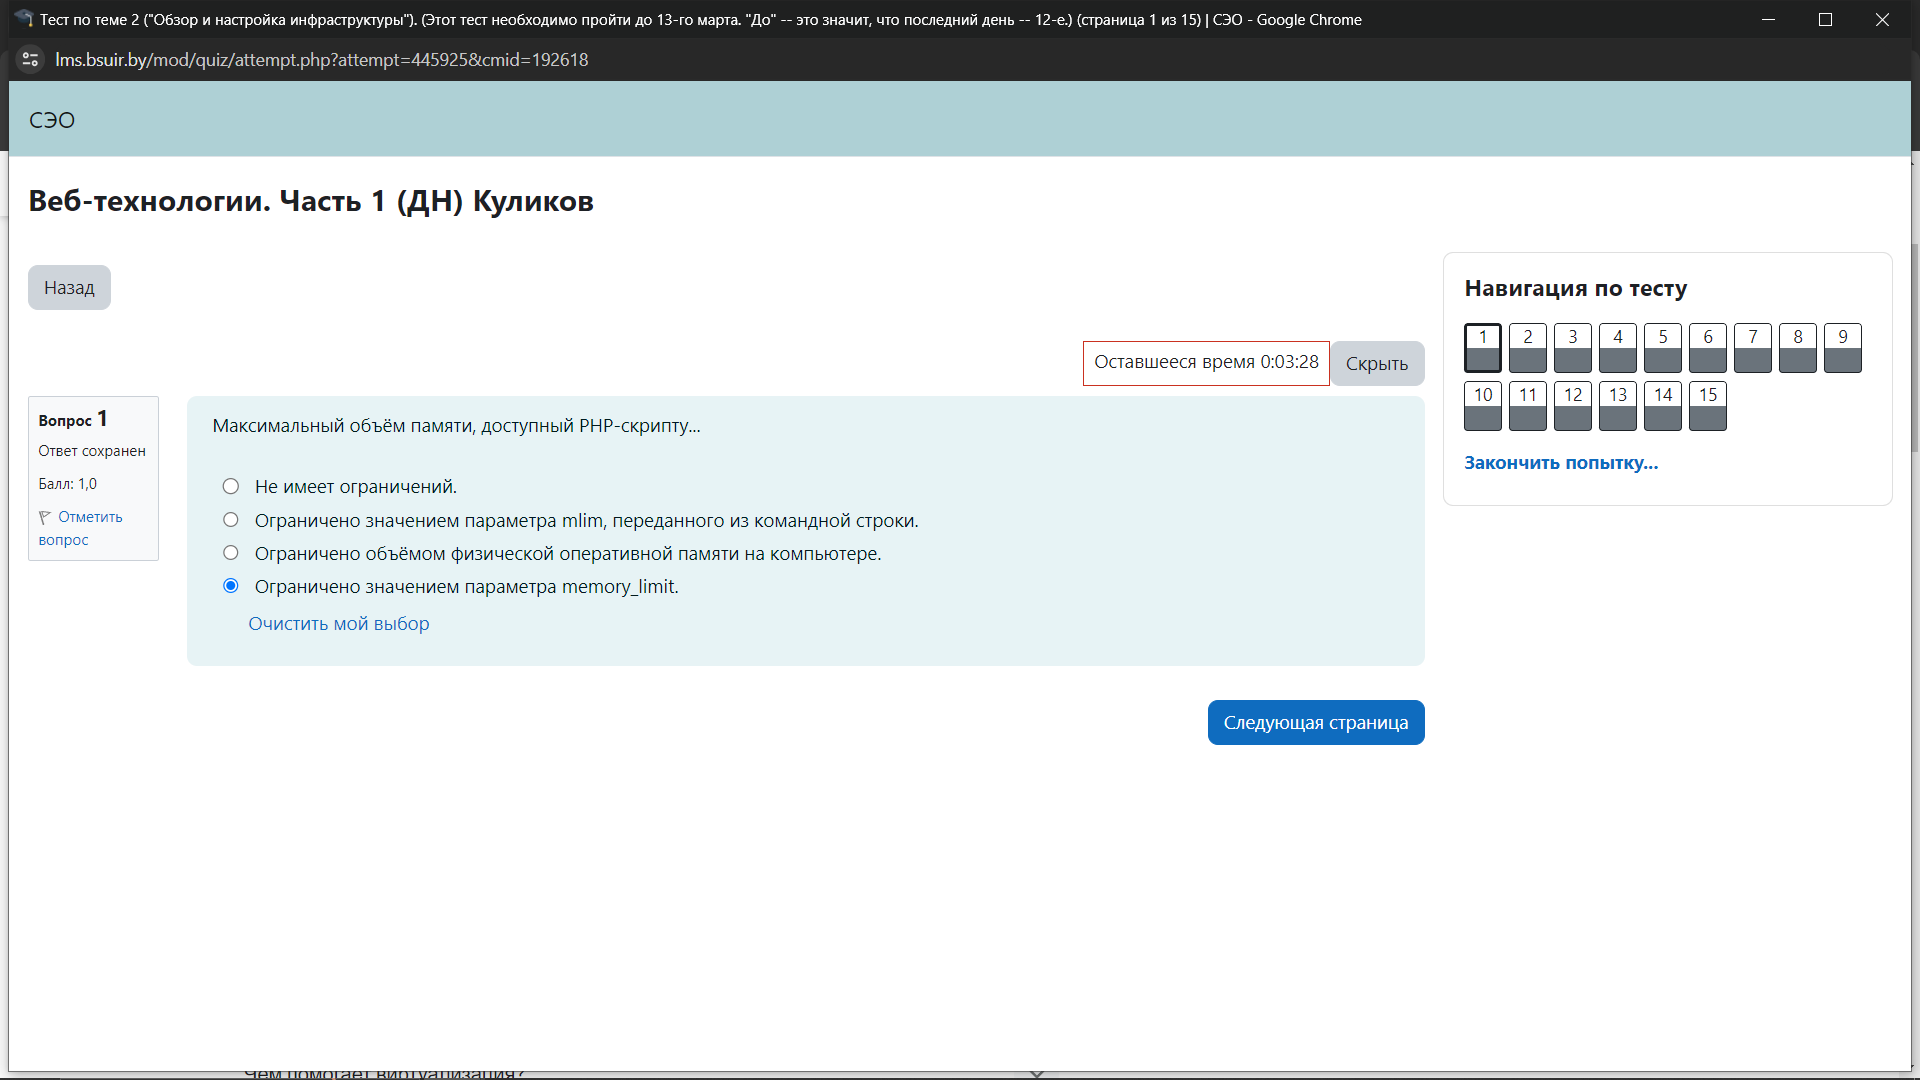 Тест по теме 2 ("Обзор и настройка инфраструктуры"). (Этот тест необходимо пройти до 13-го марта. "До" -- это значит, что последний день -- 12-е.) (страница 1 из 15) | СЭО - Google Chrome
lms.bsuir.by/mod/quiz/attempt.php?attempt=445925&cmid=192618
СЭО
Веб-технологии. Часть 1 (ДН) Куликов
Назад
Оставшееся время 0:03:28
Скрыть
Вопрос 1
Ответ сохранен
Балл: 1,0
Отметить
вопрос
Максимальный объём памяти, доступный PHP-скрипту...
Не имеет ограничений.
Ограничено значением параметра mlim, переданного из командной строки.
Ограничено объёмом физической оперативной памяти на компьютере.
Ограничено значением параметра memory_limit.
Очистить мой выбор
Следующая страница
Навигация по тесту
1 2 3 4 5 6 7 8 9
10 11 12 13 14 15
Закончить попытку...
Чем помогает виртуализация?